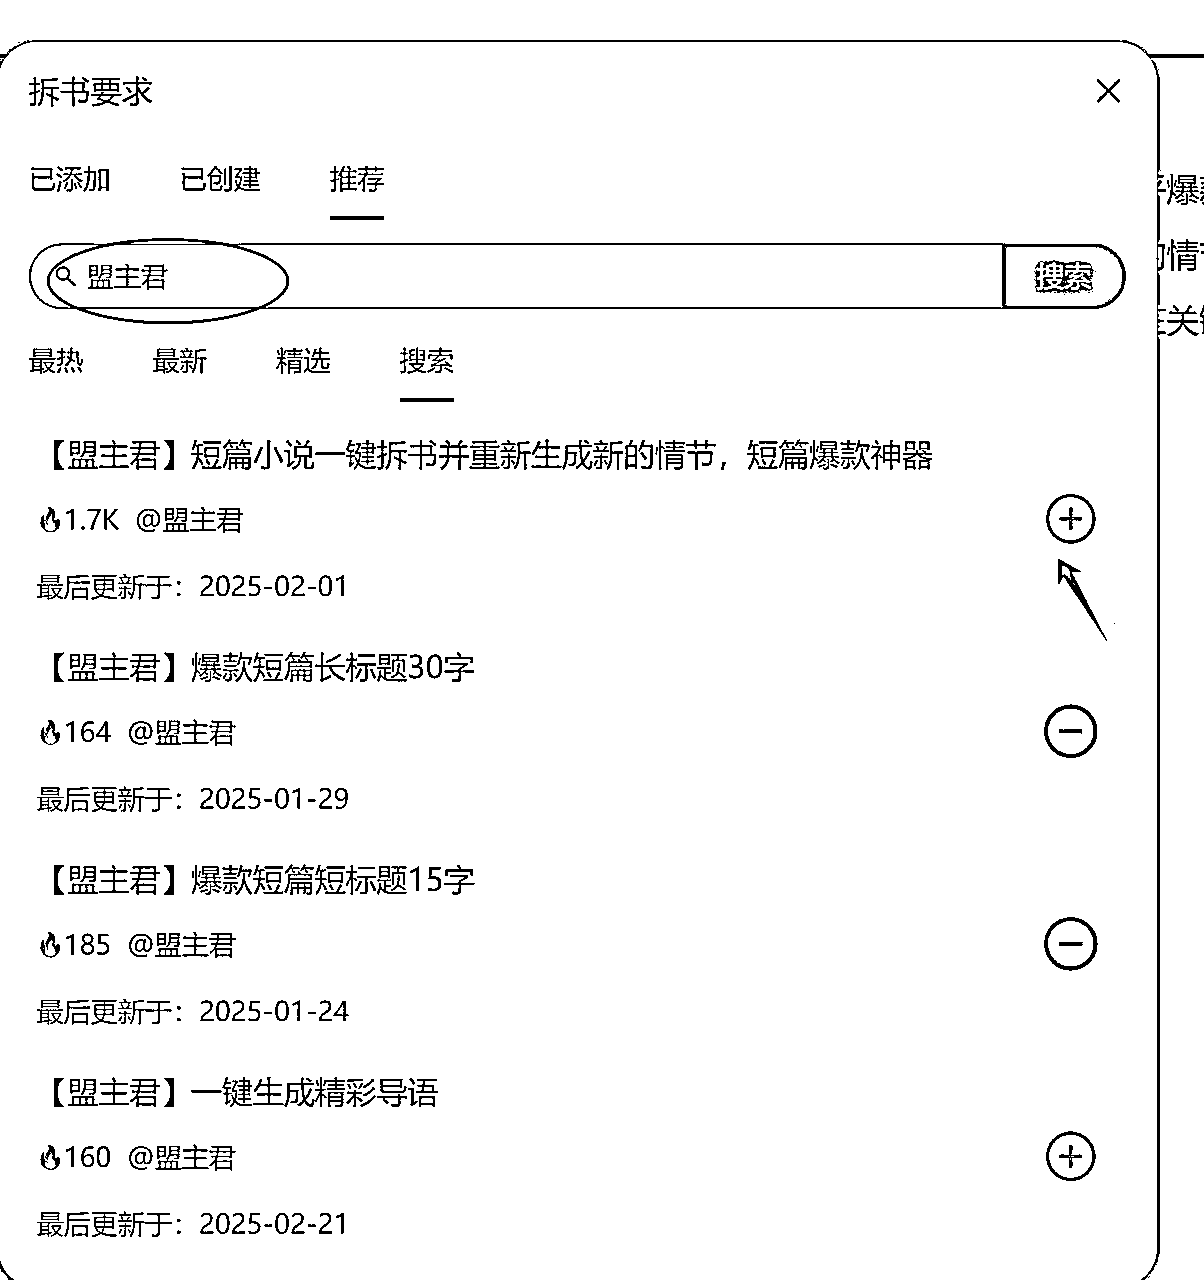 拆书要求
已添加 已创建 推荐
盟主君 搜索
最热 最新 精选 搜索
【盟主君】短篇小说一键拆书并重新生成新的情节，短篇爆款神器
1.7K @盟主君
最后更新于：2025-02-01
【盟主君】爆款短篇长标题30字
164 @盟主君
最后更新于：2025-01-29
【盟主君】爆款短篇短标题15字
185 @盟主君
最后更新于：2025-01-24
【盟主君】一键生成精彩导语
160 @盟主君
最后更新于：2025-02-21
爆
情
关